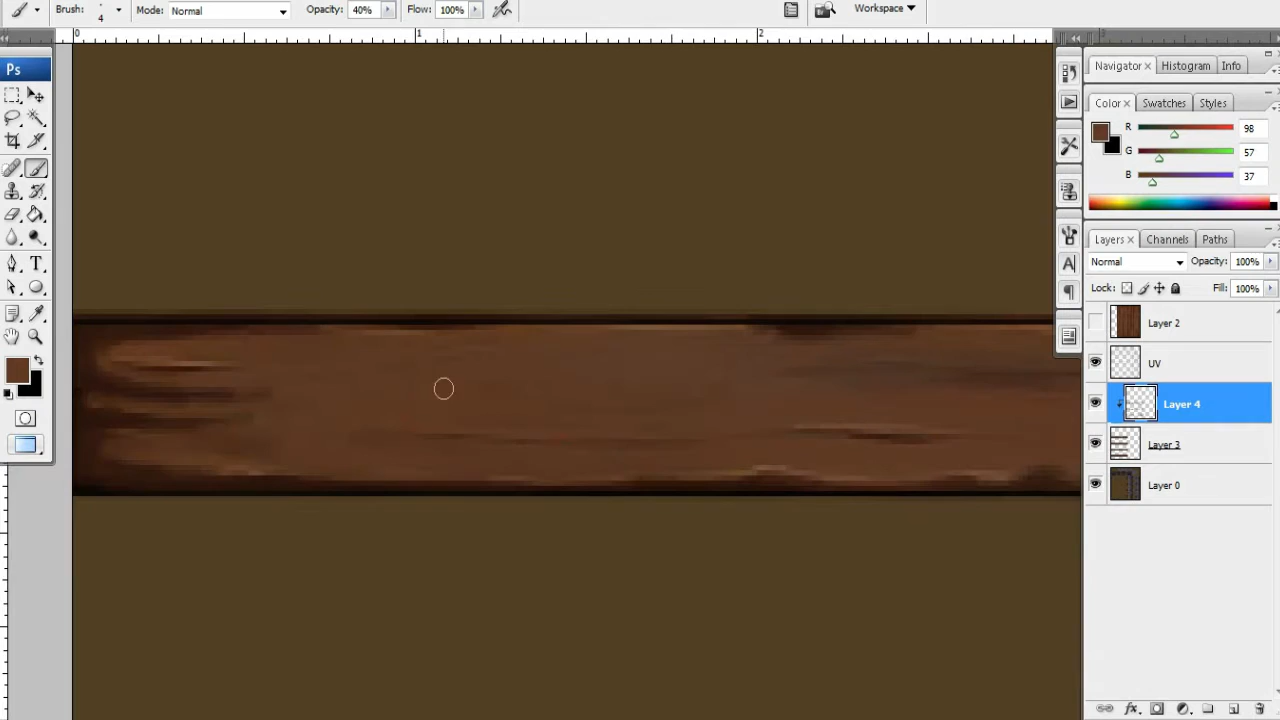 Brush: 4 Mode: Normal Opacity: 40% Flow: 100% Workspace
0 1 2
Ps
Navigator Histogram Info
Color Swatches Styles
R 98
G 57
B 37
Layers Channels Paths
Normal Opacity: 100%
Lock: Fill: 100%
Layer 2
UV
Layer 4
Layer 3
Layer 0
T
A
fx